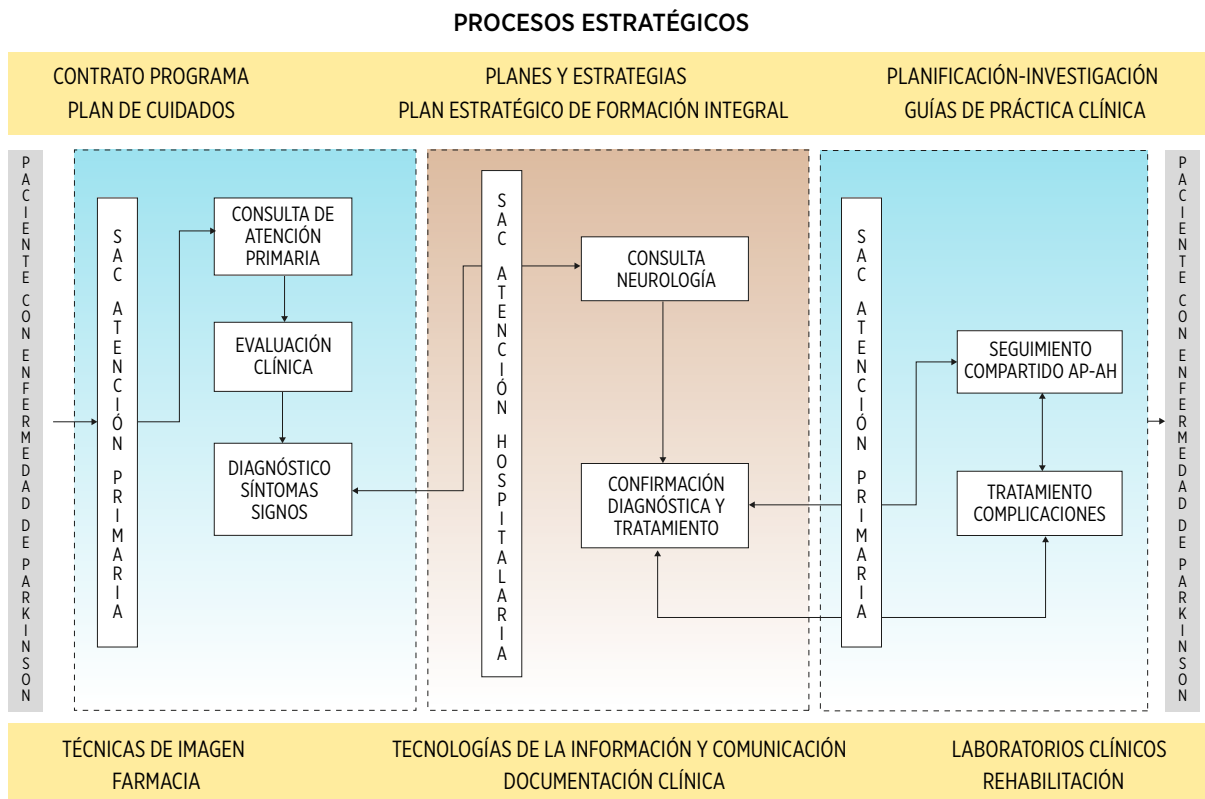 PROCESOS ESTRATÉGICOS
CONTRATO PROGRAMA
PLAN DE CUIDADOS
PLANES Y ESTRATEGIAS
PLAN ESTRATÉGICO DE FORMACIÓN INTEGRAL
PLANIFICACIÓN-INVESTIGACIÓN
GUÍAS DE PRÁCTICA CLÍNICA
PACIENTE CON ENFERMEDAD DE PARKINSON
SAC ATENCIÓN PRIMARIA
CONSULTA DE
ATENCIÓN
PRIMARIA
EVALUACIÓN
CLÍNICA
DIAGNÓSTICO
SÍNTOMAS
SIGNOS
SAC ATENCIÓN HOSPITALARIA
CONSULTA
NEUROLOGÍA
CONFIRMACIÓN
DIAGNÓSTICA Y
TRATAMIENTO
SAC ATENCIÓN PRIMARIA
SEGUIMIENTO
COMPARTIDO AP-AH
TRATAMIENTO
COMPLICACIONES
PACIENTE CON ENFERMEDAD DE PARKINSON
TÉCNICAS DE IMAGEN
FARMACIA
TECNOLOGÍAS DE LA INFORMACIÓN Y COMUNICACIÓN
DOCUMENTACIÓN CLÍNICA
LABORATORIOS CLÍNICOS
REHABILITACIÓN